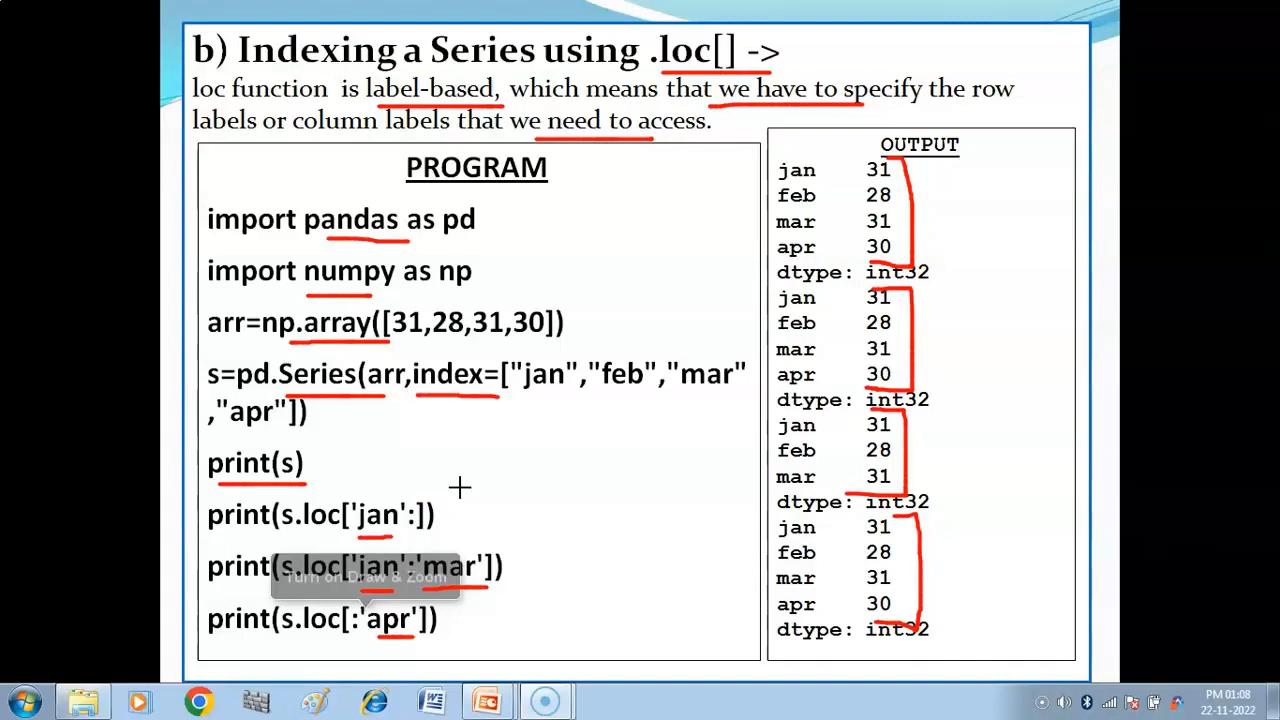 b) Indexing a Series using .loc[] ->
loc function is label-based, which means that we have to specify the row
labels or column labels that we need to access.
PROGRAM
import pandas as pd
import numpy as np
arr=np.array([31,28,31,30])
s=pd.Series(arr,index=["jan","feb","mar"
,"apr"])
print(s)
print(s.loc['jan':])
print(s.loc['jan':'mar'])
Turn on Draw & Zoom
print(s.loc[:'apr'])
OUTPUT
jan 31
feb 28
mar 31
apr 30
dtype: int32
jan 31
feb 28
mar 31
apr 30
dtype: int32
jan 31
feb 28
mar 31
dtype: int32
jan 31
feb 28
mar 31
apr 30
dtype: int32
PM 01:08
22-11-2022